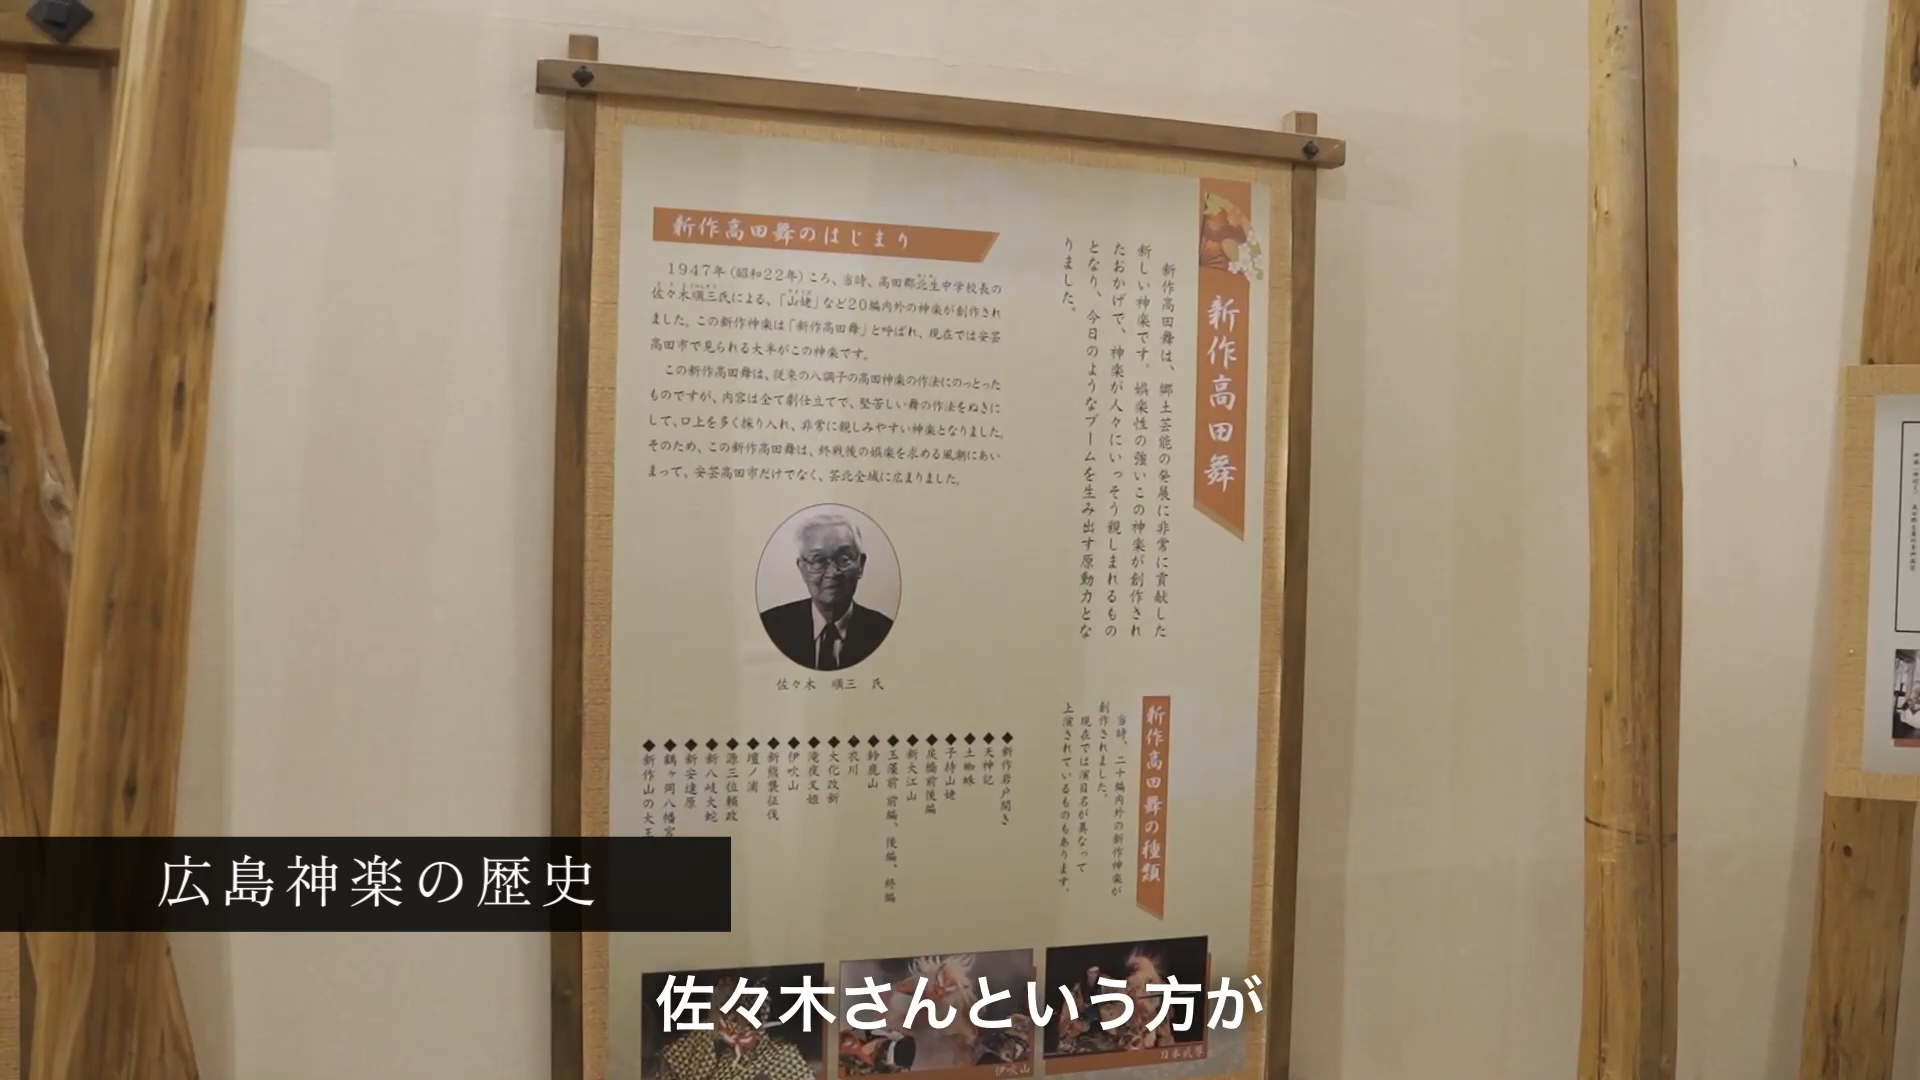 新作高田舞
新作高田舞は、郷土芸能の発展に非常に貢献した
新しい神楽です。娯楽性の強いこの神楽が創作され
たおかげで、神楽が人々にいっそう親しまれるもの
となり、今日のようなブームを生み出す原動力とな
りました。
新作高田舞のはじまり
1947年(昭和22年)ころ、当時、高田郡北生中学校長の
佐々木順三氏による、「山姥」など20編内外の神楽が創作され
ました。この新作神楽は「新作高田舞」と呼ばれ、現在では安芸
高田市で見られる大半がこの神楽です。
この新作高田舞は、従来の八調子の高田神楽の作法にのっとった
ものですが、内容は全て劇仕立てで、堅苦しい舞の作法をぬきに
して、口上を多く採り入れ、非常に親しみやすい神楽となりました。
そのため、この新作高田舞は、終戦後の娯楽を求める風潮にあい
まって、安芸高田市だけでなく、芸北全域に広まりました。
佐々木 順三 氏
新作高田舞の種類
当時、二十編内外の新作神楽が
創作されました。
現在では演目名が異なって
上演されているものもあります。
◆新作岩戸開き
◆天神記
◆土蜘蛛
◆子持山姥
◆戻橋前後編
◆新大江山
◆玉藻前 前編、後編、終編
◆鈴鹿山
◆衣川
◆大化改新
◆滝夜叉姫
◆伊吹山
◆新熊襲征伐
◆壇ノ浦
◆源三位頼政
◆新八岐大蛇
◆新安達原
◆鶴ヶ岡八幡宮
◆新作山の大王
伊吹山
日本武尊
広島神楽の歴史
佐々木さんという方が